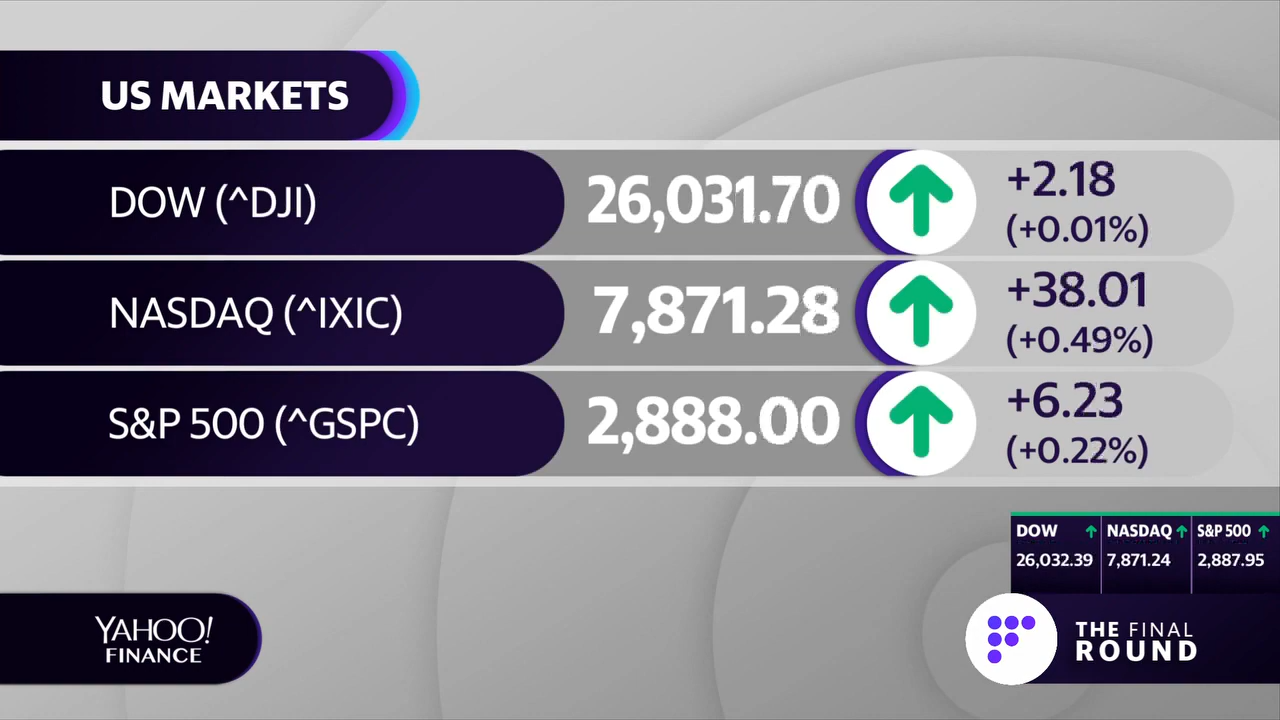 US MARKETS
DOW (^DJI) 26,031.70 +2.18
(+0.01%)
NASDAQ (^IXIC) 7,871.28 +38.01
(+0.49%)
S&P 500 (^GSPC) 2,888.00 +6.23
(+0.22%)
DOW NASDAQ S&P 500
26,032.39 7,871.24 2,887.95
YAHOO!
FINANCE
THE FINAL
ROUND